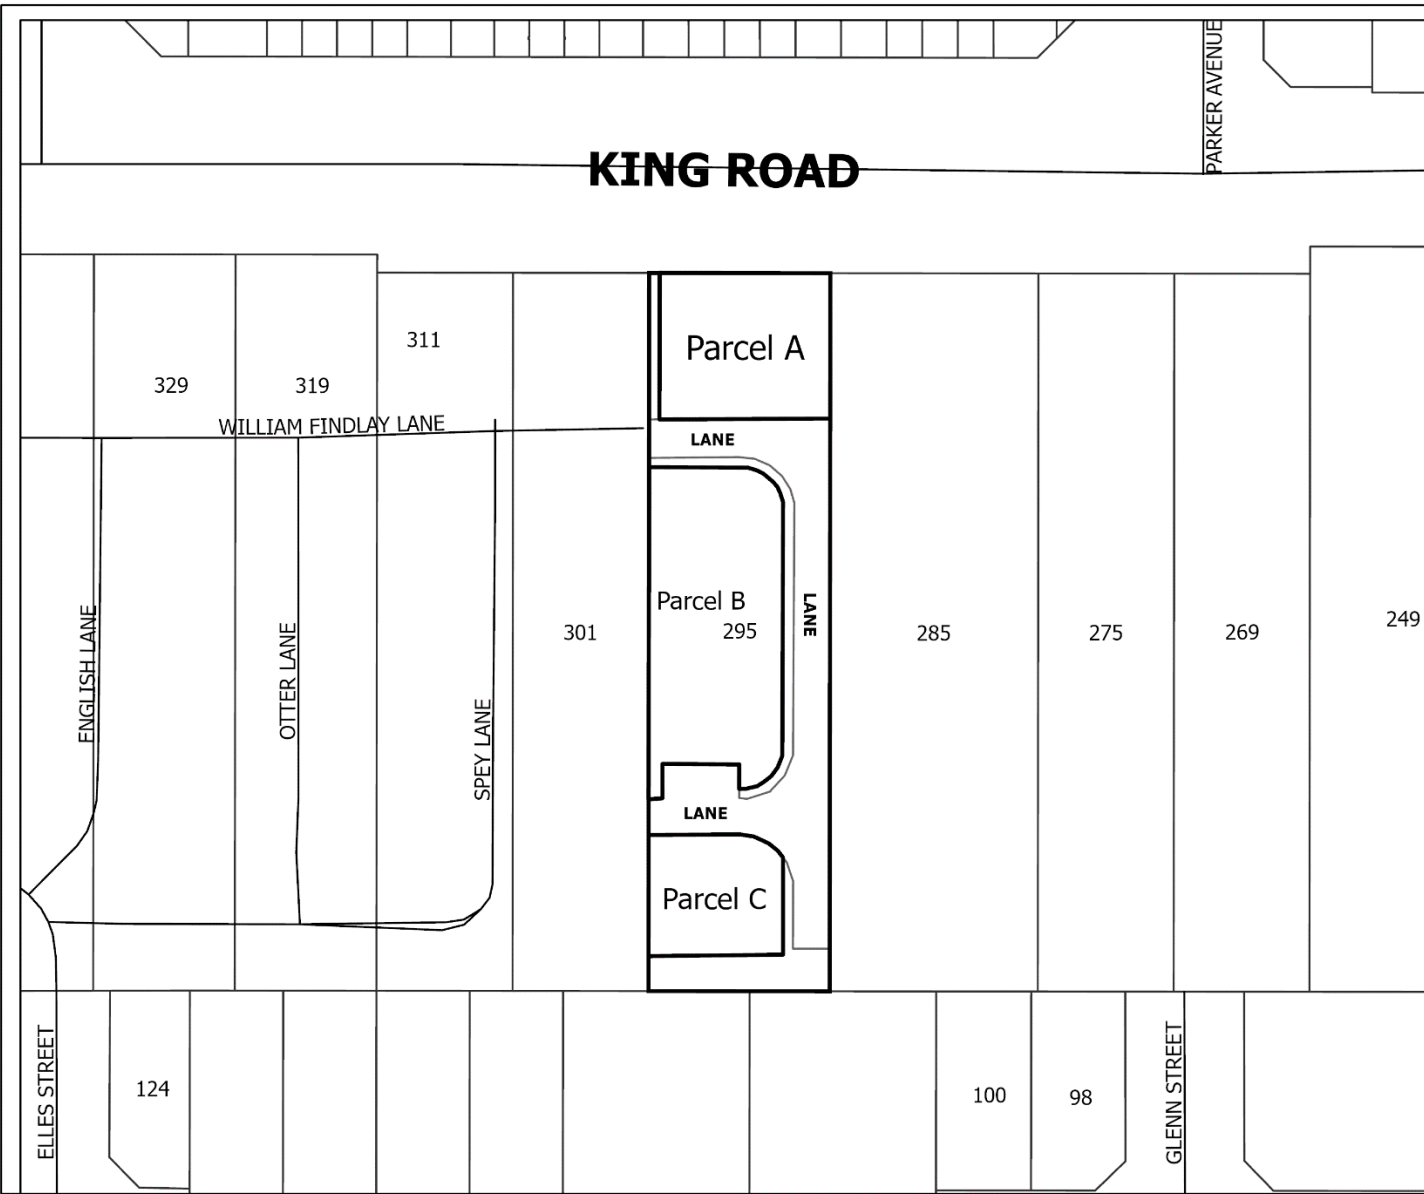 PARKER AVENUE
KING ROAD
311
Parcel A
329
319
WILLIAM FINDLAY LANE
LANE
ENGLISH LANE
OTTER LANE
SPEY LANE
301
Parcel B
295
LANE
285
275
269
249
LANE
Parcel C
ELLES STREET
124
100
98
GLENN STREET